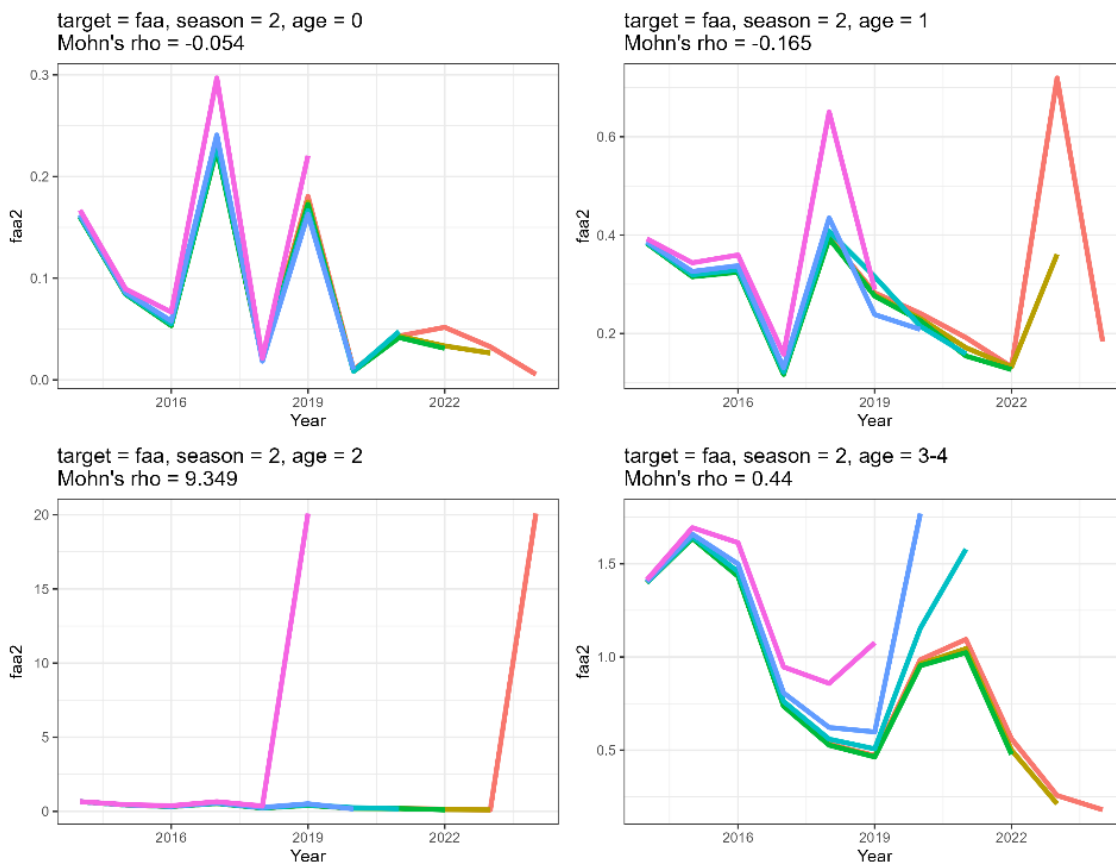 target = faa, season = 2, age = 0
Mohn's rho = -0.054
0.3
0.2
0.1
0.0
faa2
2016
2019
2022
Year
target = faa, season = 2, age = 1
Mohn's rho = -0.165
0.6
0.4
0.2
faa2
2016
2019
2022
Year
target = faa, season = 2, age = 2
Mohn's rho = 9.349
20
15
10
5
0
faa2
2016
2019
2022
Year
target = faa, season = 2, age = 3-4
Mohn's rho = 0.44
1.5
1.0
0.5
faa2
2016
2019
2022
Year